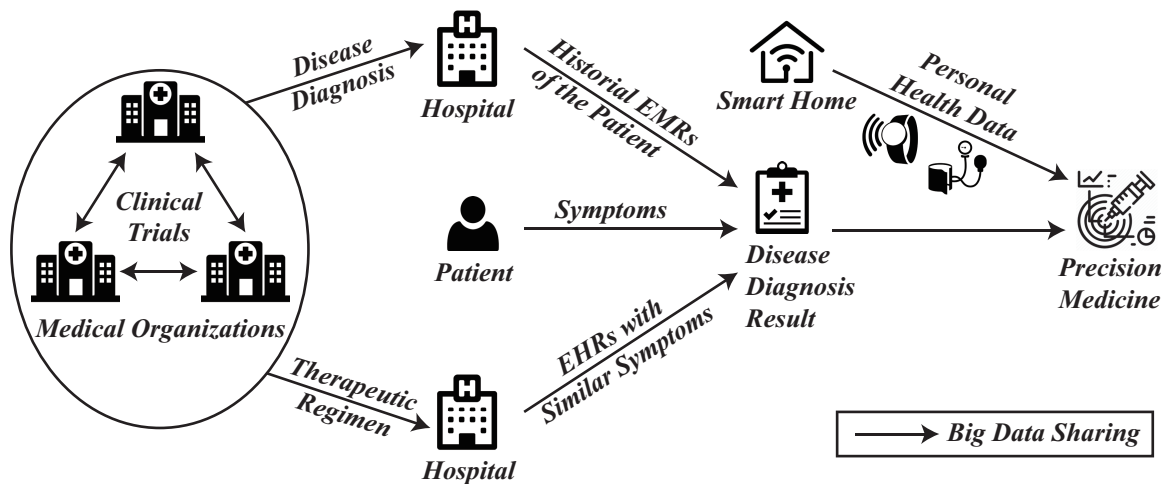 Disease
Diagnosis
H
Hospital
Historial EMRs
of the Patient
Smart Home
Personal
Health Data
Clinical
Trials
Medical Organizations
Patient
Symptoms
Disease
Diagnosis
Result
Precision
Medicine
Therapeutic
Regimen
H
Hospital
EHRs with
Similar Symptoms
Big Data Sharing